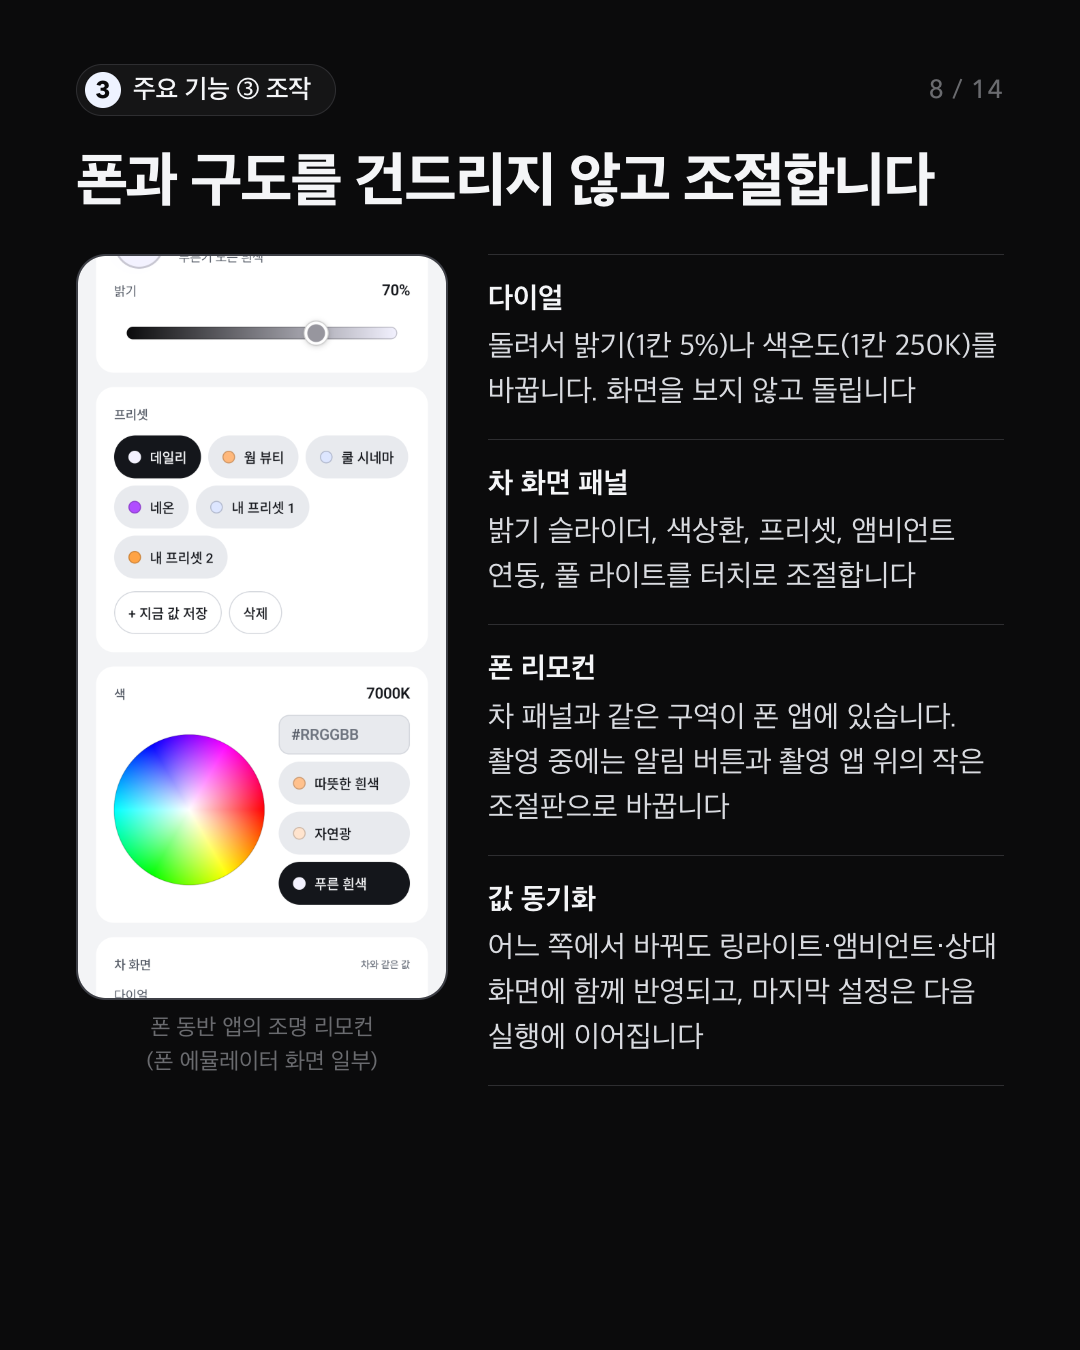 3 주요 기능 ③ 조작
8 / 14
폰과 구도를 건드리지 않고 조절합니다
푸른기 도는 흰색
밝기 70%
프리셋
데일리 웜 뷰티 쿨 시네마
네온 내 프리셋 1
내 프리셋 2
+ 지금 값 저장 삭제
색 7000K
#RRGGBB
따뜻한 흰색
자연광
푸른 흰색
차 화면 차와 같은 값
다이얼
폰 동반 앱의 조명 리모컨
(폰 에뮬레이터 화면 일부)
다이얼
돌려서 밝기(1칸 5%)나 색온도(1칸 250K)를
바꿉니다. 화면을 보지 않고 돌립니다
차 화면 패널
밝기 슬라이더, 색상환, 프리셋, 앰비언트
연동, 풀 라이트를 터치로 조절합니다
폰 리모컨
차 패널과 같은 구역이 폰 앱에 있습니다.
촬영 중에는 알림 버튼과 촬영 앱 위의 작은
조절판으로 바꿉니다
값 동기화
어느 쪽에서 바꿔도 링라이트·앰비언트·상대
화면에 함께 반영되고, 마지막 설정은 다음
실행에 이어집니다